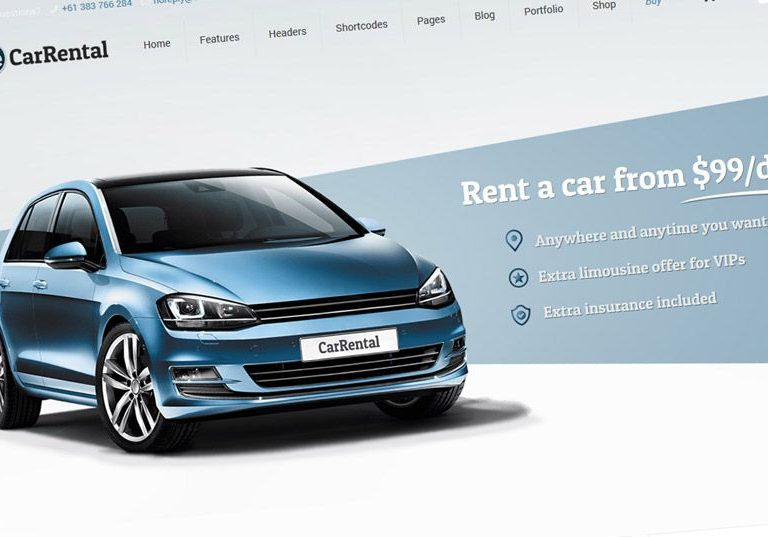 +61 383 766 284
CarRental
Home Features Headers Shortcodes Pages Blog Portfolio Shop Buy
Rent a car from $99/d
Anywhere and anytime you want
Extra limousine offer for VIPs
Extra insurance included
CarRental